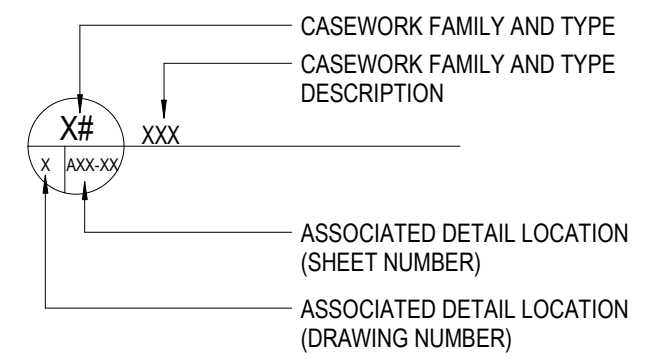 CASEWORK FAMILY AND TYPE
CASEWORK FAMILY AND TYPE
DESCRIPTION
X#
XXX
X
AXX-XX
ASSOCIATED DETAIL LOCATION
(SHEET NUMBER)
ASSOCIATED DETAIL LOCATION
(DRAWING NUMBER)